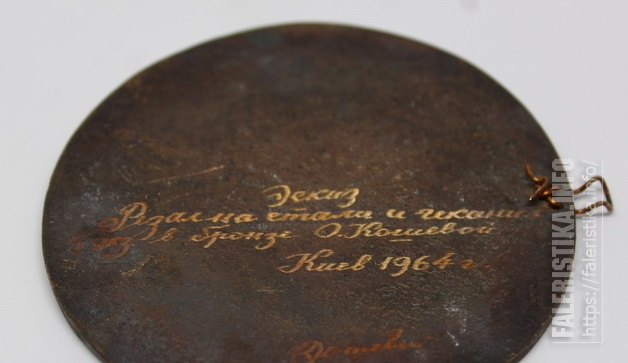 Эскиз
Резал на стали и чеканил
в бронзе О. Кошевой
Киев 1964 г.
FALERISTIKA.INFO
https://faleristika.info/